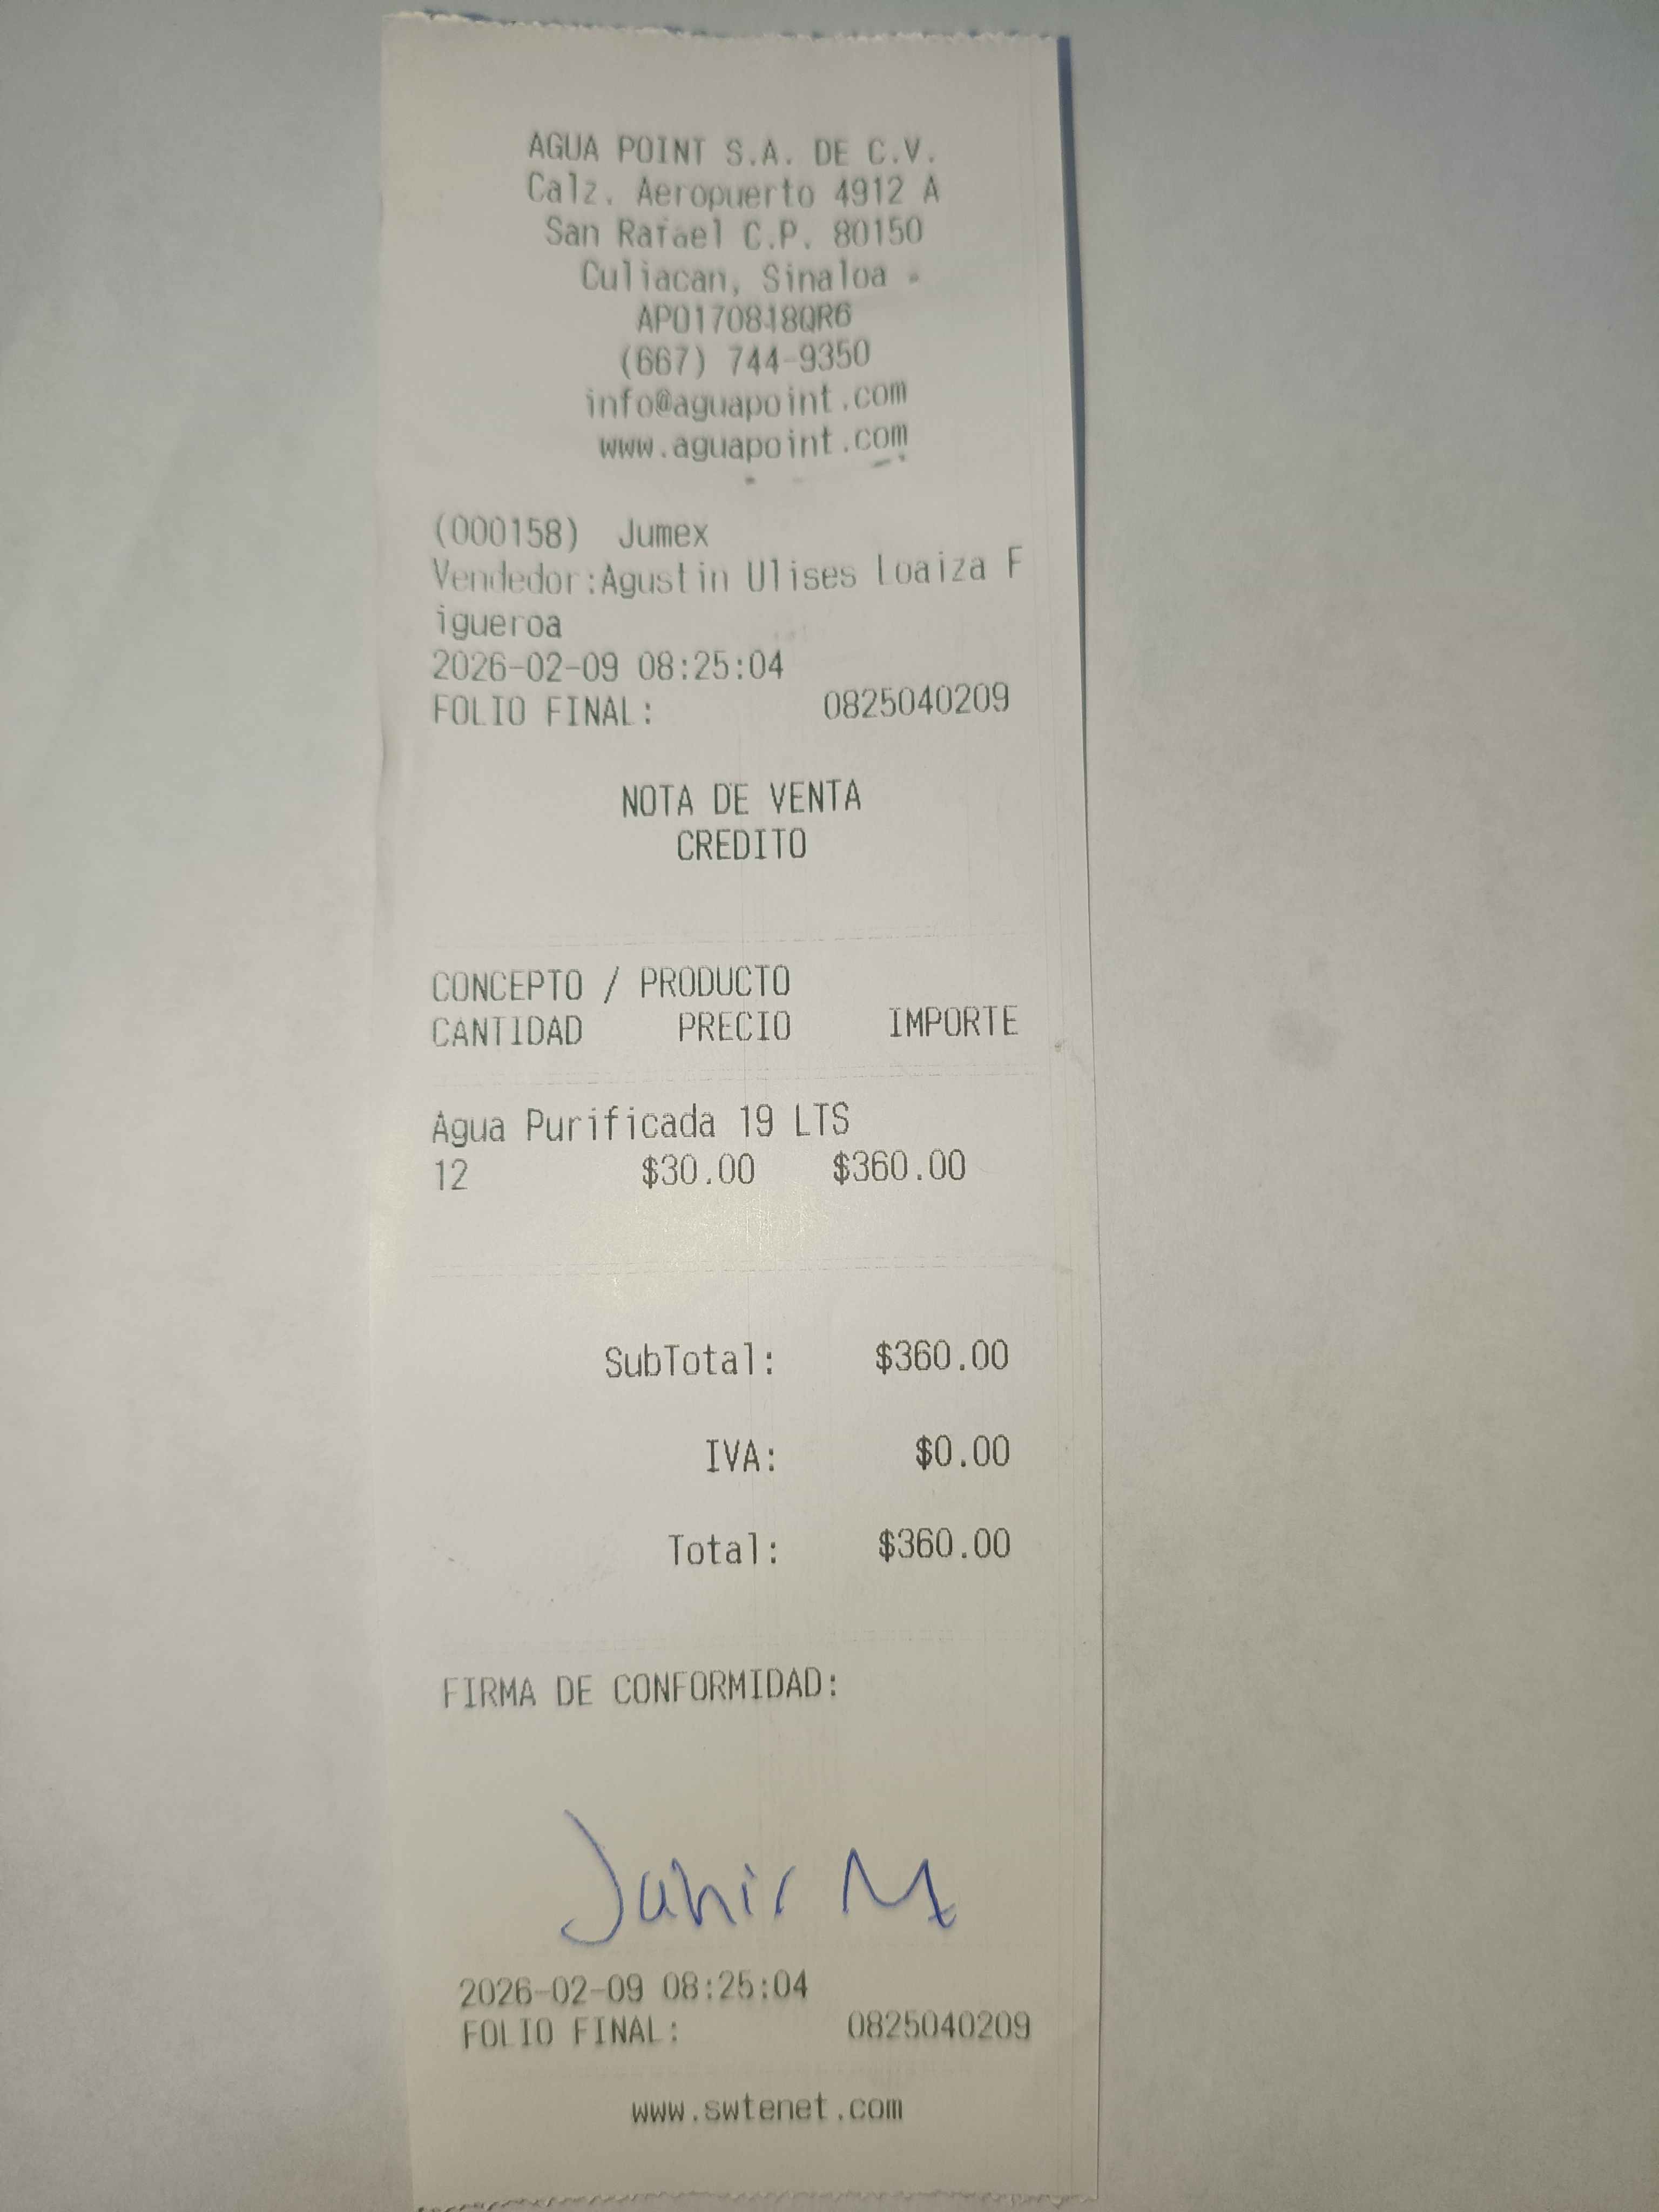 AGUA POINT S.A. DE C.V.
Calz. Aeropuerto 4912 A
San Rafael C.P. 80150
Culiacan, Sinaloa
APO170818QR6
(667) 744-9350
info@aguapoint.com
www.aguapoint.com
(000158) Jumex
Vendedor:Agustin Ulises Loaiza F
igueroa
2026-02-09 08:25:04
FOLIO FINAL: 0825040209
NOTA DE VENTA
CREDITO
CONCEPTO / PRODUCTO
CANTIDAD PRECIO IMPORTE
Agua Purificada 19 LTS
12 $30.00 $360.00
SubTotal: $360.00
IVA: $0.00
Total: $360.00
FIRMA DE CONFORMIDAD:
Jahir M
2026-02-09 08:25:04
FOLIO FINAL: 0825040209
www.swtenet.com